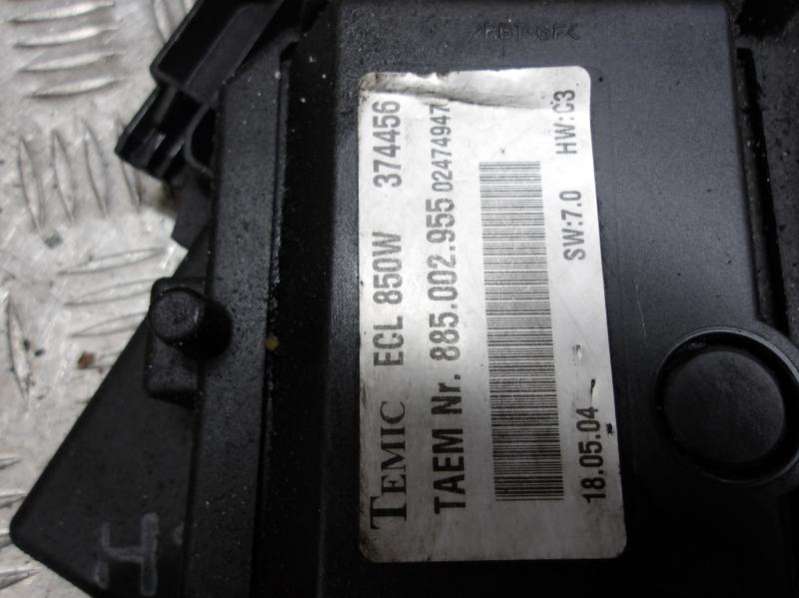 TEMIC ECL 850W 374456
TAEM Nr. 885.002.955 02474947
18.05.04 SW:7.0 HW:C3